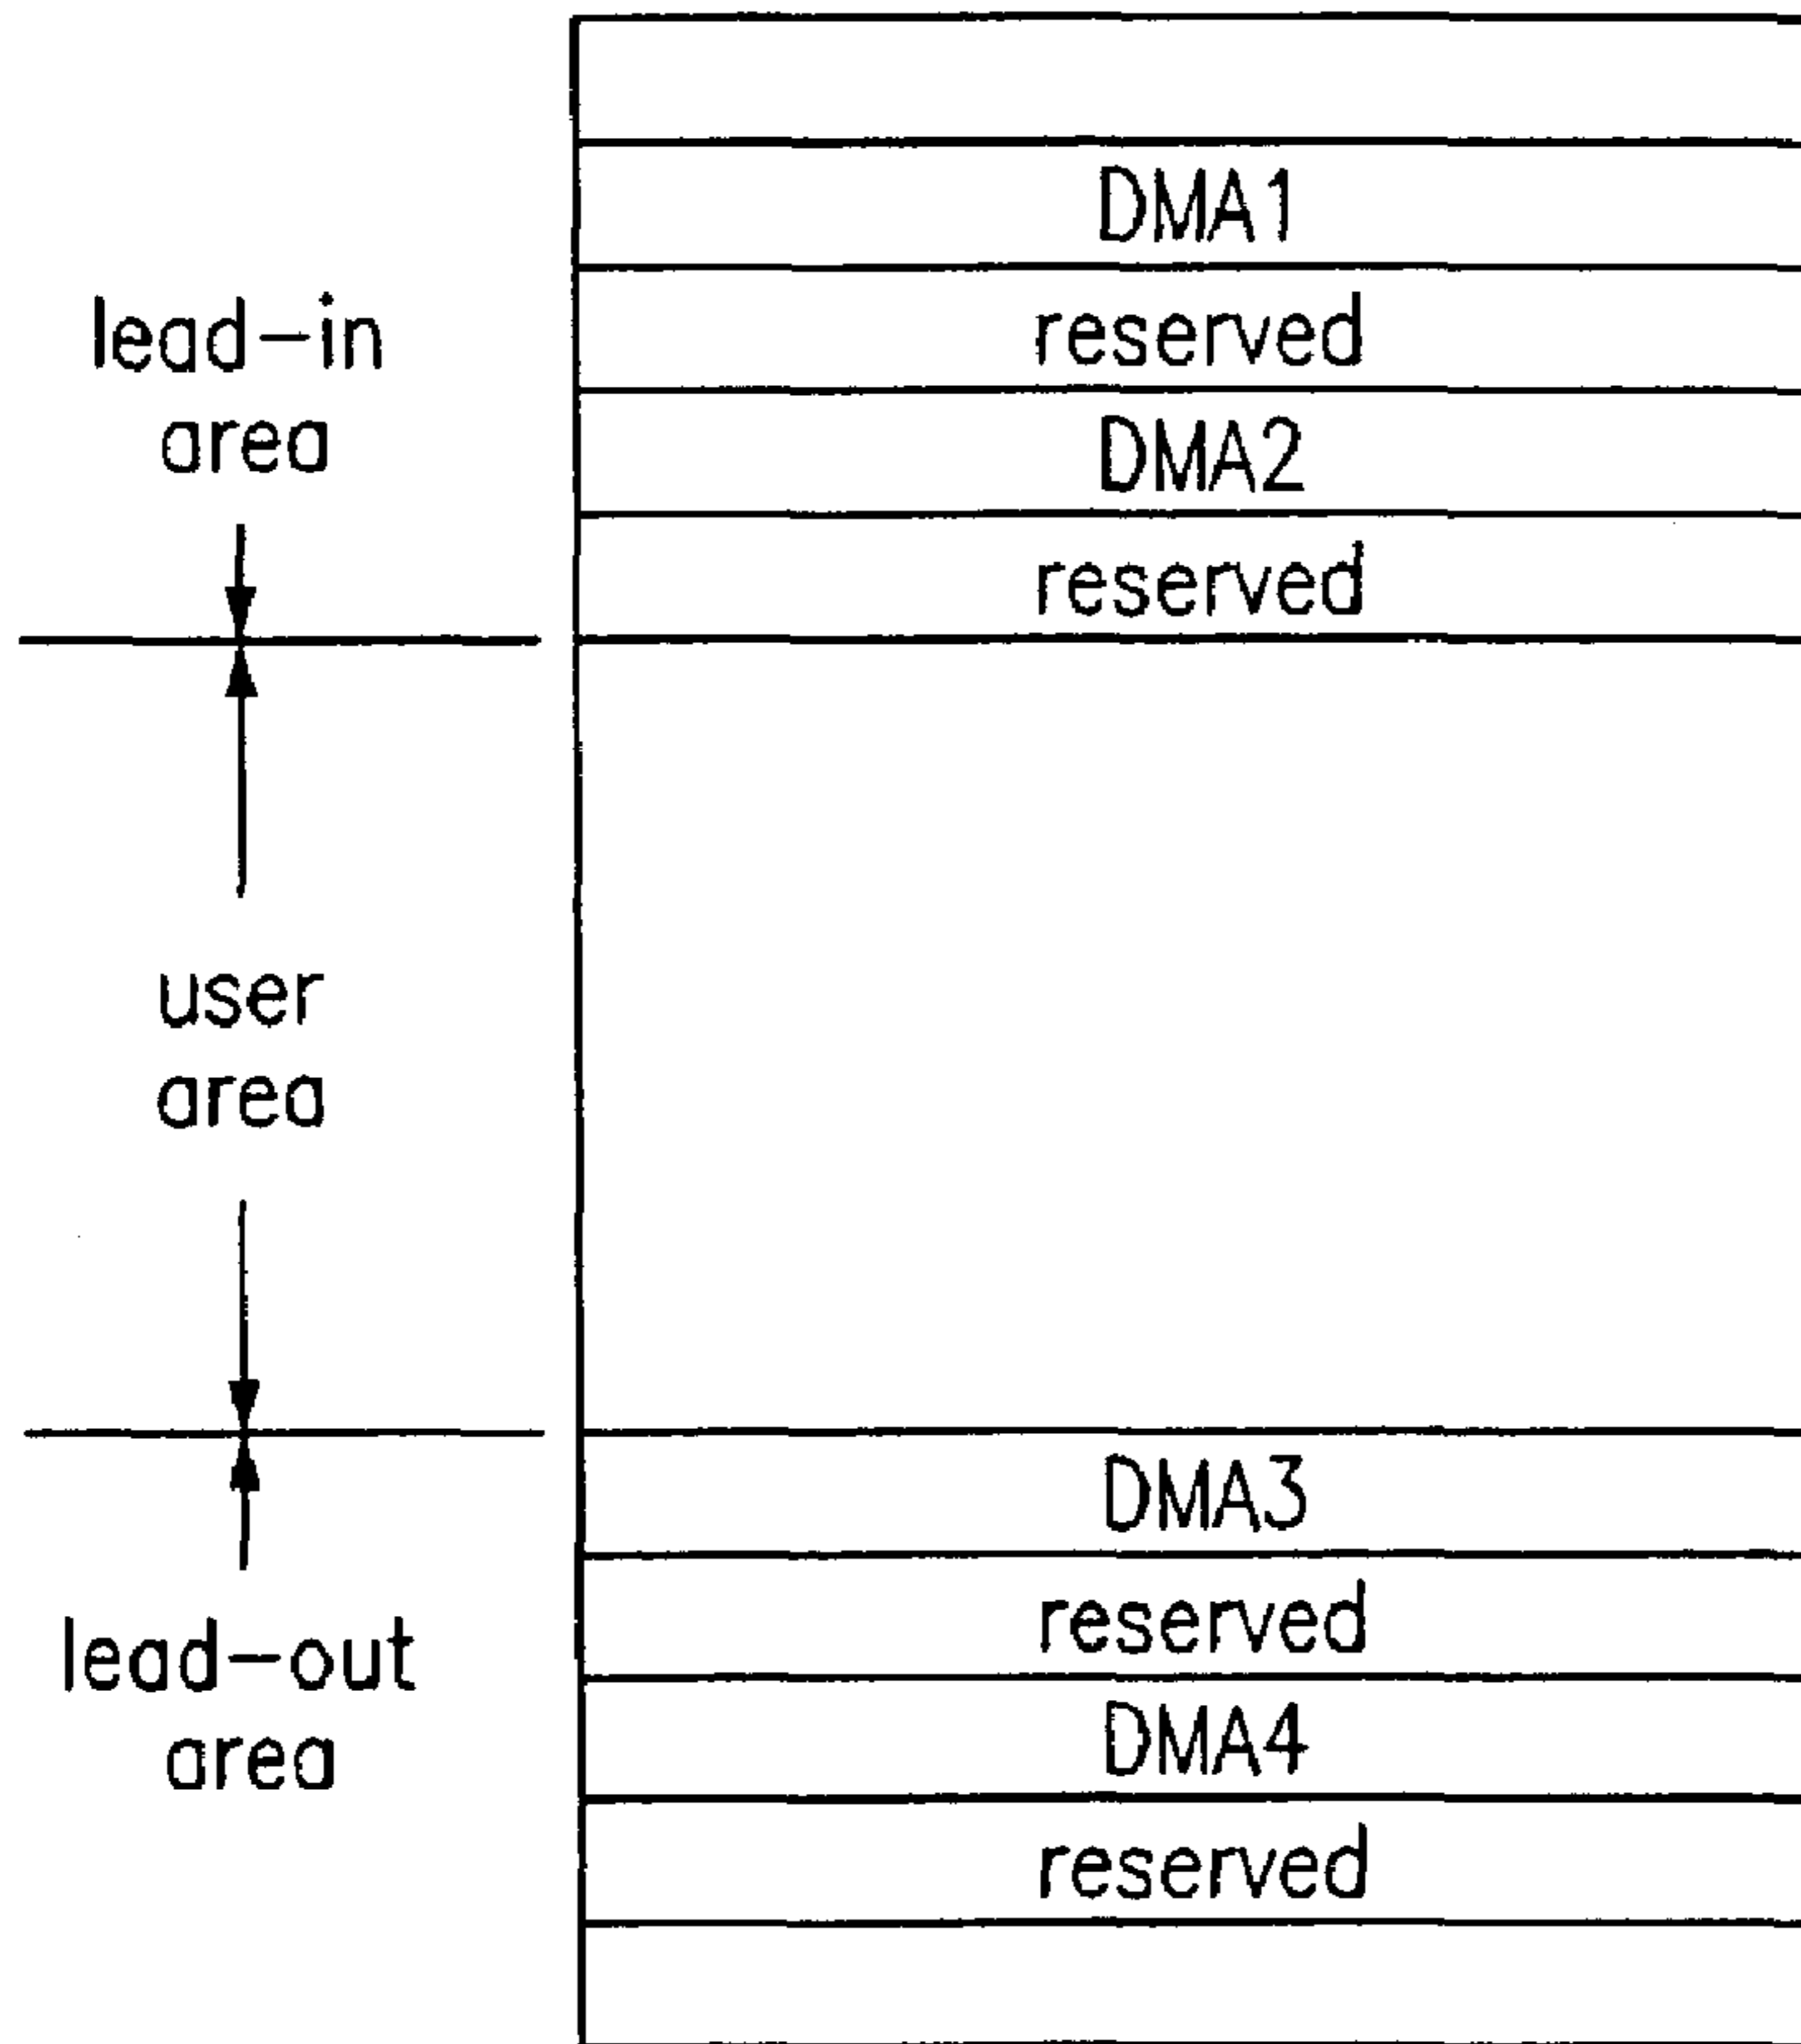 DMA1
lead-in
area
reserved
DMA2
reserved
user
area
DMA3
lead-out
area
reserved
DMA4
reserved